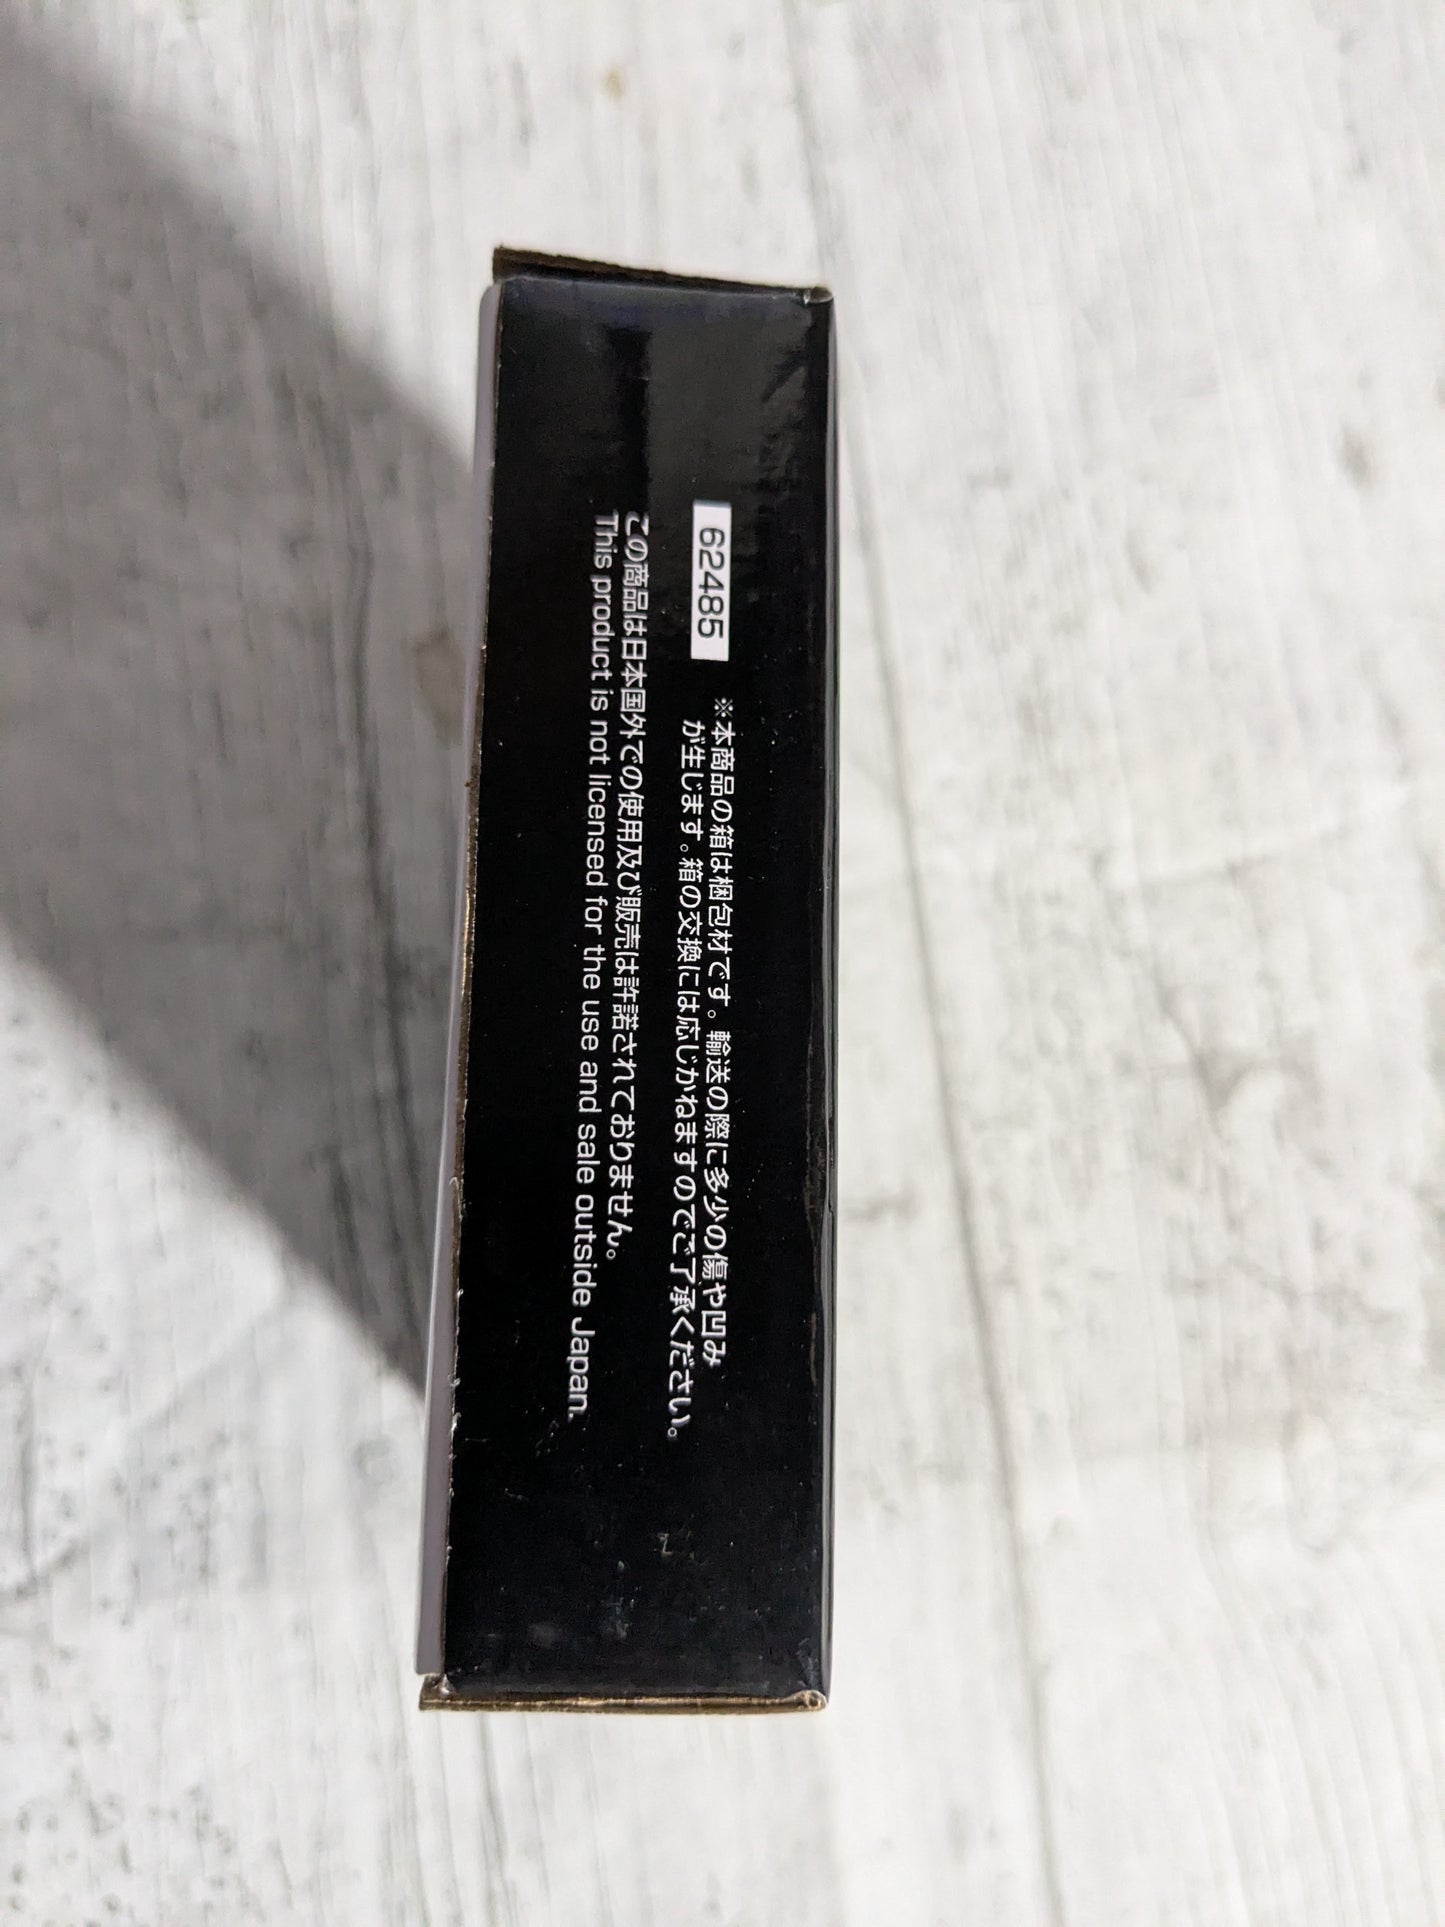 62485
※本商品の箱は梱包材です。輸送の際に多少の傷や凹み
が生じます。箱の交換には応じかねますのでご了承ください。
この商品は日本国外での使用及び販売は許諾されておりません。
This product is not licensed for the use and sale outside Japan.